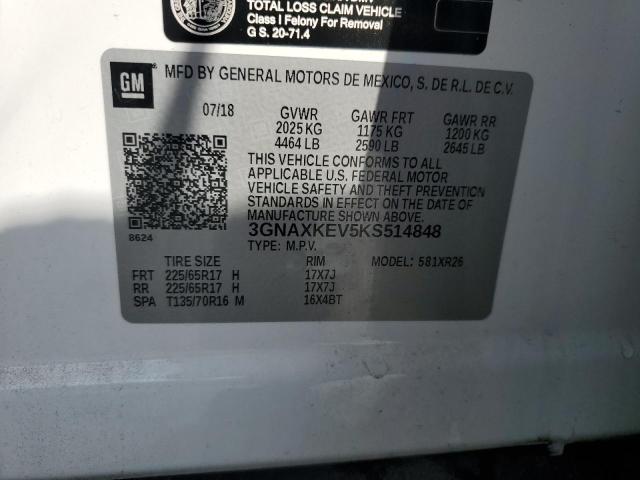 TOTAL LOSS CLAIM VEHICLE
Class I Felony For Removal
G S. 20-71.4
GM
MFD BY GENERAL MOTORS DE MEXICO, S. DE R.L. DE C.V.
07/18 GVWR GAWR FRT GAWR RR
2025 KG 1175 KG 1200 KG
4464 LB 2590 LB 2645 LB
THIS VEHICLE CONFORMS TO ALL
APPLICABLE U.S. FEDERAL MOTOR
VEHICLE SAFETY AND THEFT PREVENTION
STANDARDS IN EFFECT ON THE DATE OF
MANUFACTURE SHOWN ABOVE.
8624
3GNAXKEV5KS514848
TYPE: M.P.V.
TIRE SIZE RIM MODEL: 581XR26
FRT 225/65R17 H 17X7J
RR 225/65R17 H 17X7J
SPA T135/70R16 M 16X4BT